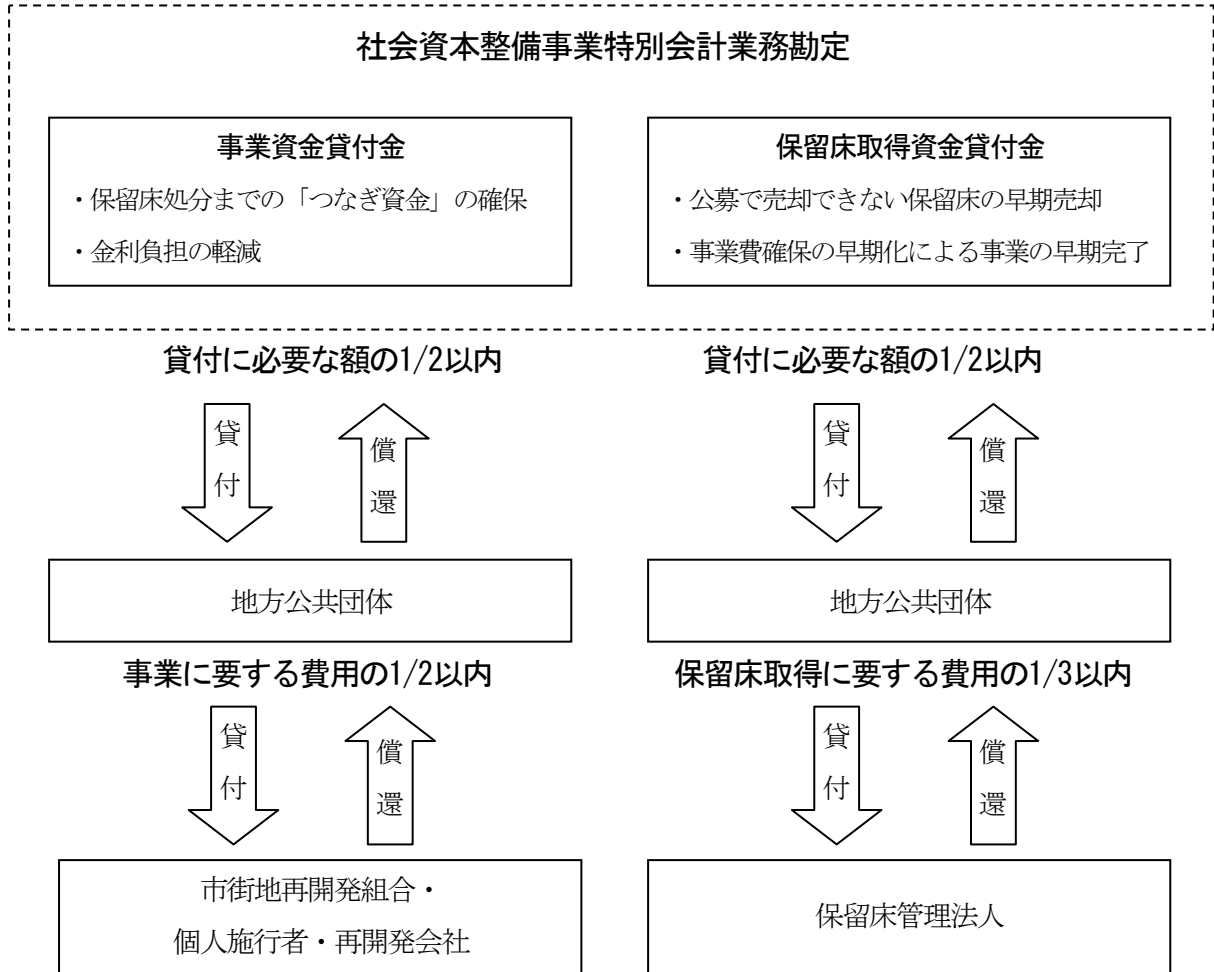 社会資本整備事業特別会計業務勘定
事業資金貸付金
・保留床処分までの「つなぎ資金」の確保
・金利負担の軽減
保留床取得資金貸付金
・公募で売却できない保留床の早期売却
・事業費確保の早期化による事業の早期完了
貸付に必要な額の1/2以内
貸付に必要な額の1/2以内
貸付
償還
貸付
償還
地方公共団体
地方公共団体
事業に要する費用の1/2以内
保留床取得に要する費用の1/3以内
貸付
償還
貸付
償還
市街地再開発組合・
個人施行者・再開発会社
保留床管理法人